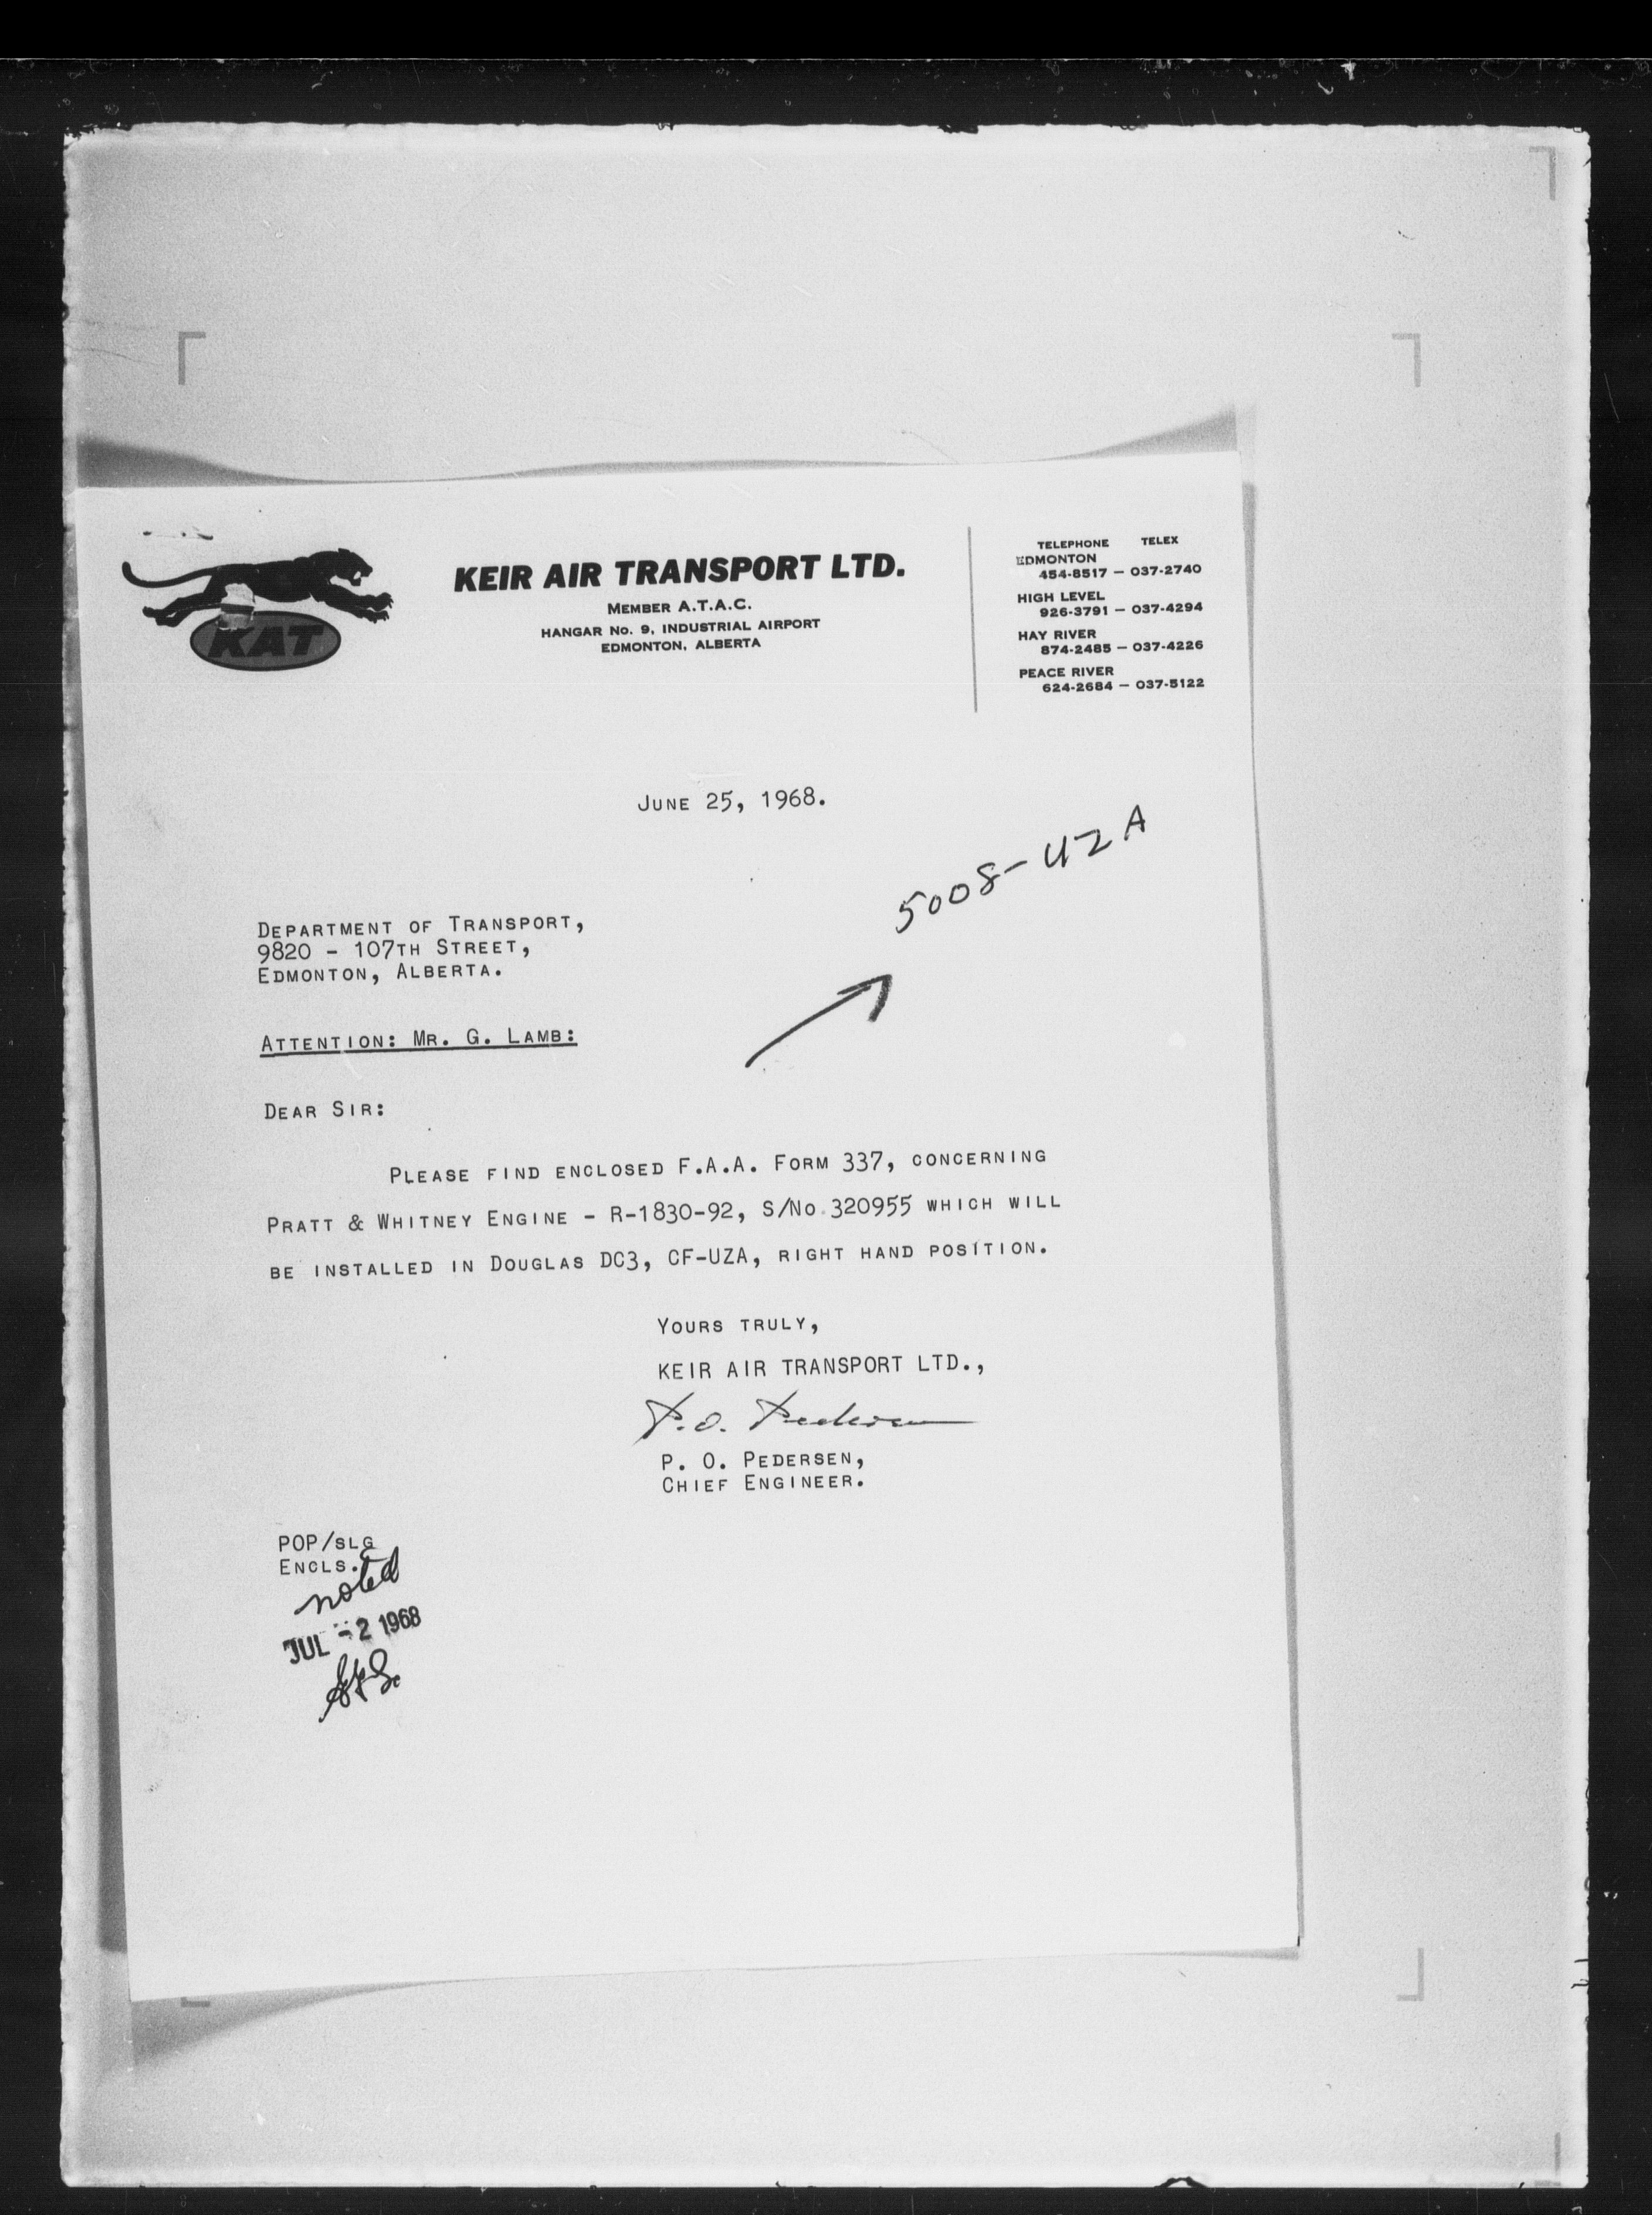 KAT
KEIR AIR TRANSPORT LTD.
MEMBER A.T.A.C.
HANGAR No. 9, INDUSTRIAL AIRPORT
EDMONTON, ALBERTA
TELEPHONE TELEX
EDMONTON
454-8517 — 037-2740
HIGH LEVEL
926-3791 — 037-4294
HAY RIVER
874-2485 — 037-4226
PEACE RIVER
624-2684 — 037-5122
JUNE 25, 1968.
5008-UZA
DEPARTMENT OF TRANSPORT,
9820 - 107TH STREET,
EDMONTON, ALBERTA.
ATTENTION: MR. G. LAMB:
DEAR SIR:
PLEASE FIND ENCLOSED F.A.A. FORM 337, CONCERNING
PRATT & WHITNEY ENGINE - R-1830-92, S/NO.320955 WHICH WILL
BE INSTALLED IN DOUGLAS DC3, CF-UZA, RIGHT HAND POSITION.
YOURS TRULY,
KEIR AIR TRANSPORT LTD.,
P.O. Pedersen
P. O. PEDERSEN,
CHIEF ENGINEER.
POP/SLG
ENCLS.
noted
JUL -2 1968